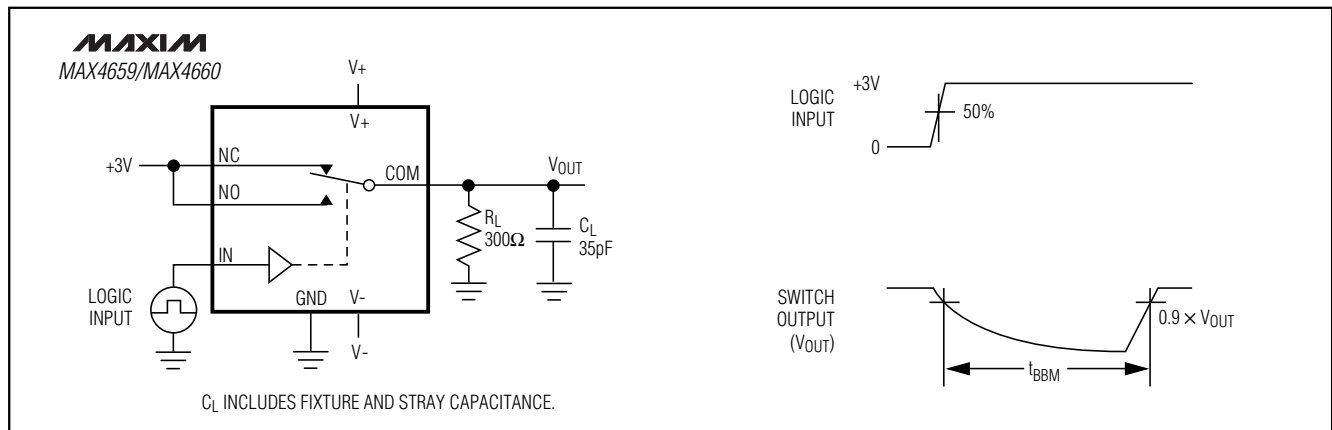 MAXIM
MAX4659/MAX4660
V+
V+
+3V
NC
NO
COM
VOUT
RL
300Ω
CL
35pF
IN
LOGIC
INPUT
GND
V-
V-
CL INCLUDES FIXTURE AND STRAY CAPACITANCE.
LOGIC
INPUT
+3V
50%
0
SWITCH
OUTPUT
(VOUT)
0.9 × VOUT
tBBM